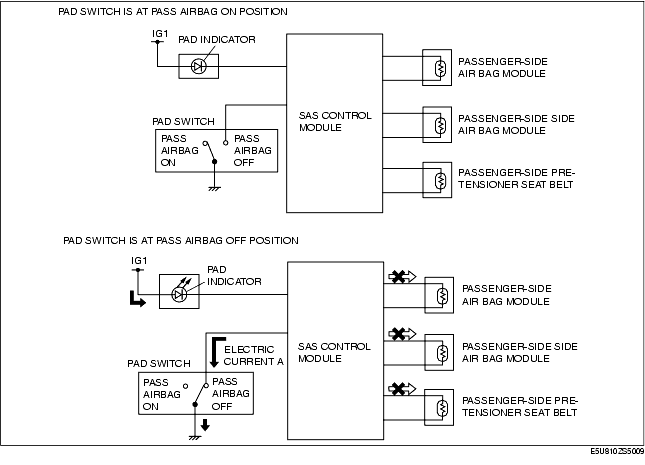 PAD SWITCH IS AT PASS AIRBAG ON POSITION
IG1
PAD INDICATOR
PAD SWITCH
PASS
AIRBAG
ON
PASS
AIRBAG
OFF
SAS CONTROL
MODULE
PASSENGER-SIDE
AIR BAG MODULE
PASSENGER-SIDE SIDE
AIR BAG MODULE
PASSENGER-SIDE PRE-
TENSIONER SEAT BELT
PAD SWITCH IS AT PASS AIRBAG OFF POSITION
IG1
PAD
INDICATOR
ELECTRIC
CURRENT A
PAD SWITCH
PASS
AIRBAG
ON
PASS
AIRBAG
OFF
SAS CONTROL
MODULE
PASSENGER-SIDE
AIR BAG MODULE
PASSENGER-SIDE SIDE
AIR BAG MODULE
PASSENGER-SIDE PRE-
TENSIONER SEAT BELT
E5U810ZS5009